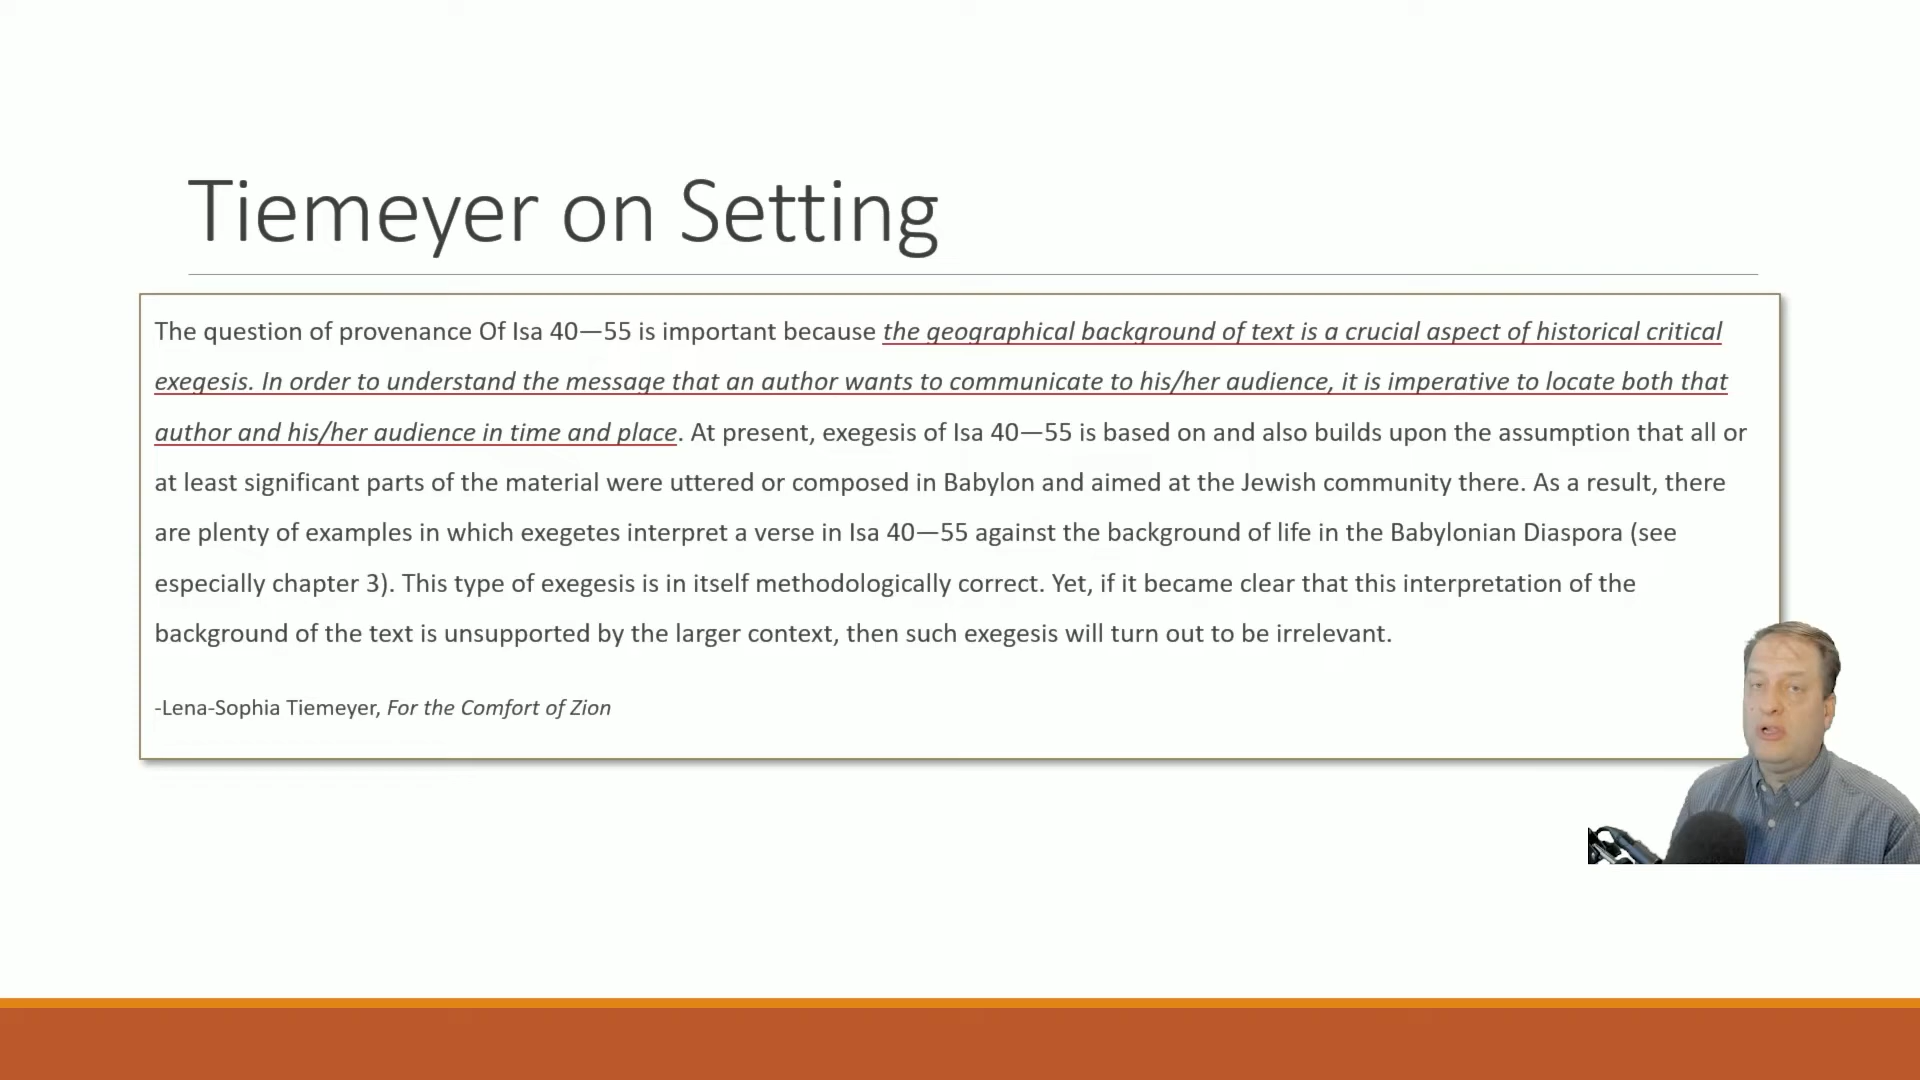 Tiemeyer on Setting
The question of provenance Of Isa 40—55 is important because the geographical background of text is a crucial aspect of historical critical
exegesis. In order to understand the message that an author wants to communicate to his/her audience, it is imperative to locate both that
author and his/her audience in time and place. At present, exegesis of Isa 40—55 is based on and also builds upon the assumption that all or
at least significant parts of the material were uttered or composed in Babylon and aimed at the Jewish community there. As a result, there
are plenty of examples in which exegetes interpret a verse in Isa 40—55 against the background of life in the Babylonian Diaspora (see
especially chapter 3). This type of exegesis is in itself methodologically correct. Yet, if it became clear that this interpretation of the
background of the text is unsupported by the larger context, then such exegesis will turn out to be irrelevant.
-Lena-Sophia Tiemeyer, For the Comfort of Zion